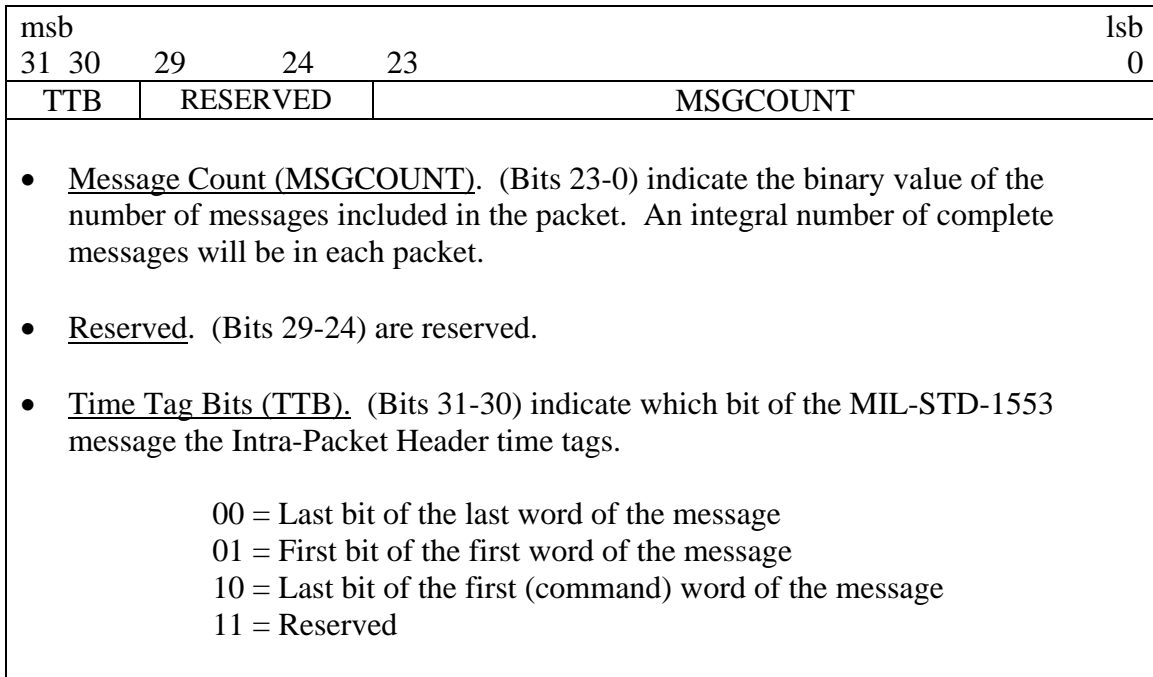 msb lsb
31 30 29 24 23 0
TTB RESERVED MSGCOUNT
• Message Count (MSGCOUNT). (Bits 23-0) indicate the binary value of the
number of messages included in the packet. An integral number of complete
messages will be in each packet.
• Reserved. (Bits 29-24) are reserved.
• Time Tag Bits (TTB). (Bits 31-30) indicate which bit of the MIL-STD-1553
message the Intra-Packet Header time tags.
00 = Last bit of the last word of the message
01 = First bit of the first word of the message
10 = Last bit of the first (command) word of the message
11 = Reserved